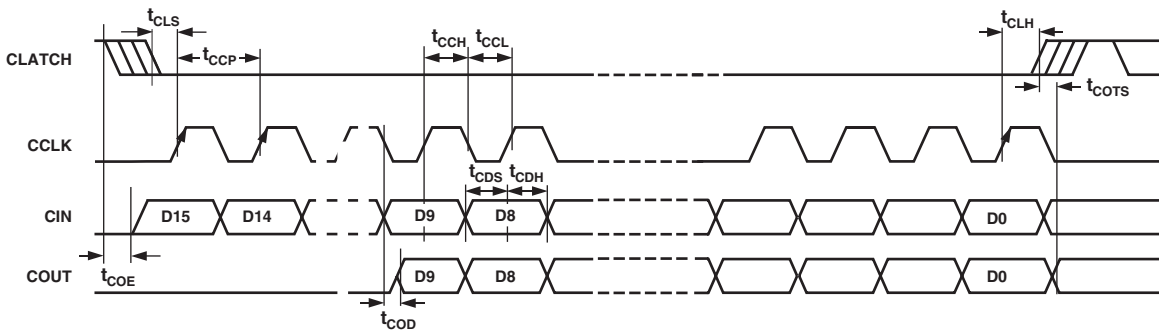 tCLS
tCCP
tCCH
tCCL
tCLH
CLATCH
tCOTS
CCLK
tCDS
tCDH
CIN
D15
D14
D9
D8
D0
COUT
D9
D8
D0
tCOE
tCOD